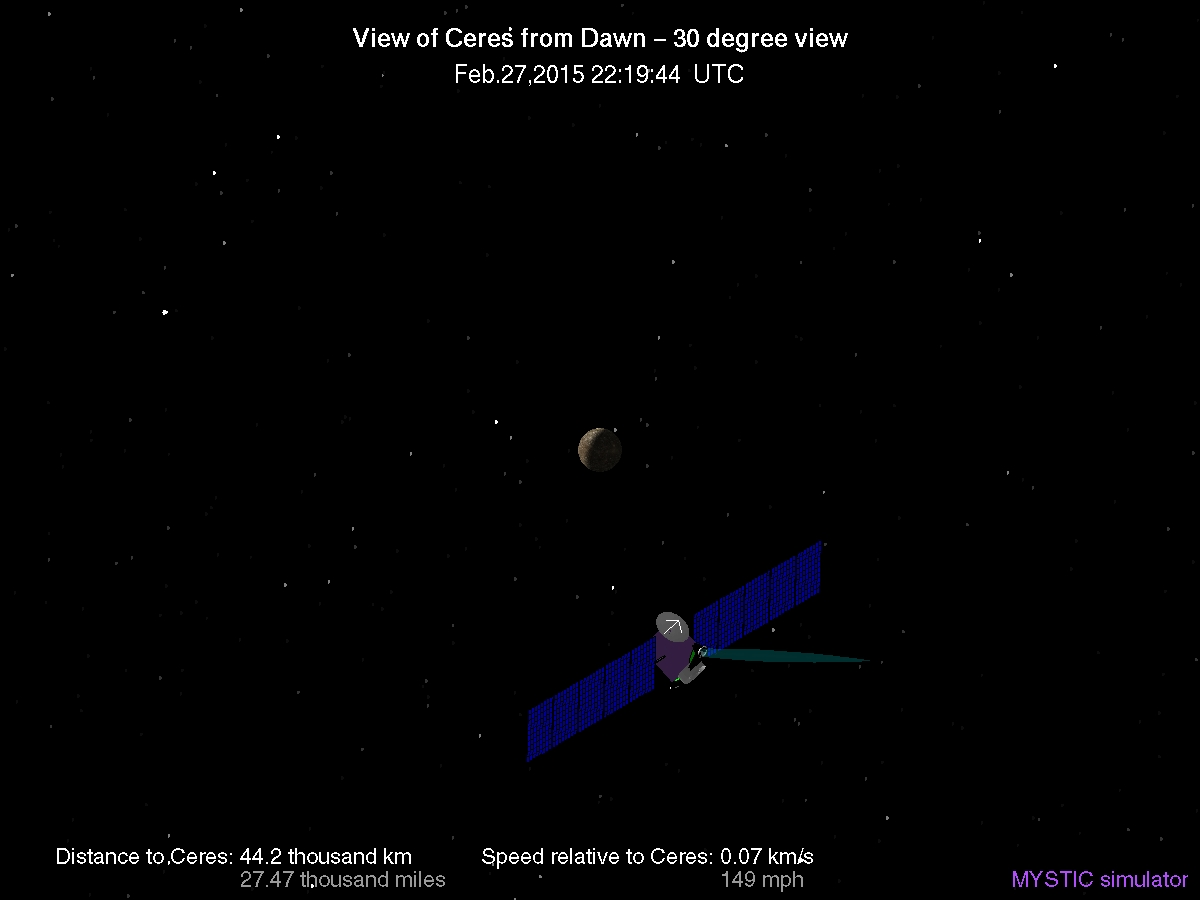 View of Ceres from Dawn – 30 degree view
Feb.27,2015 22:19:44 UTC
Distance to Ceres: 44.2 thousand km
27.47 thousand miles
Speed relative to Ceres: 0.07 km/s
149 mph
MYSTIC simulator